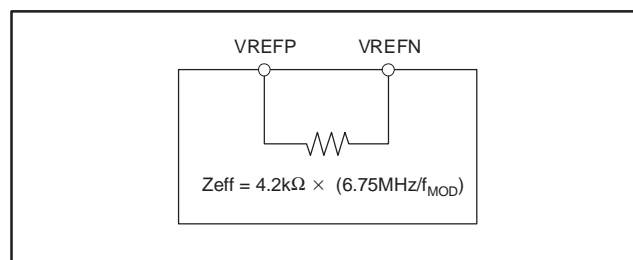 VREFP VREFN
Zeff = 4.2kΩ × (6.75MHz/fMOD)